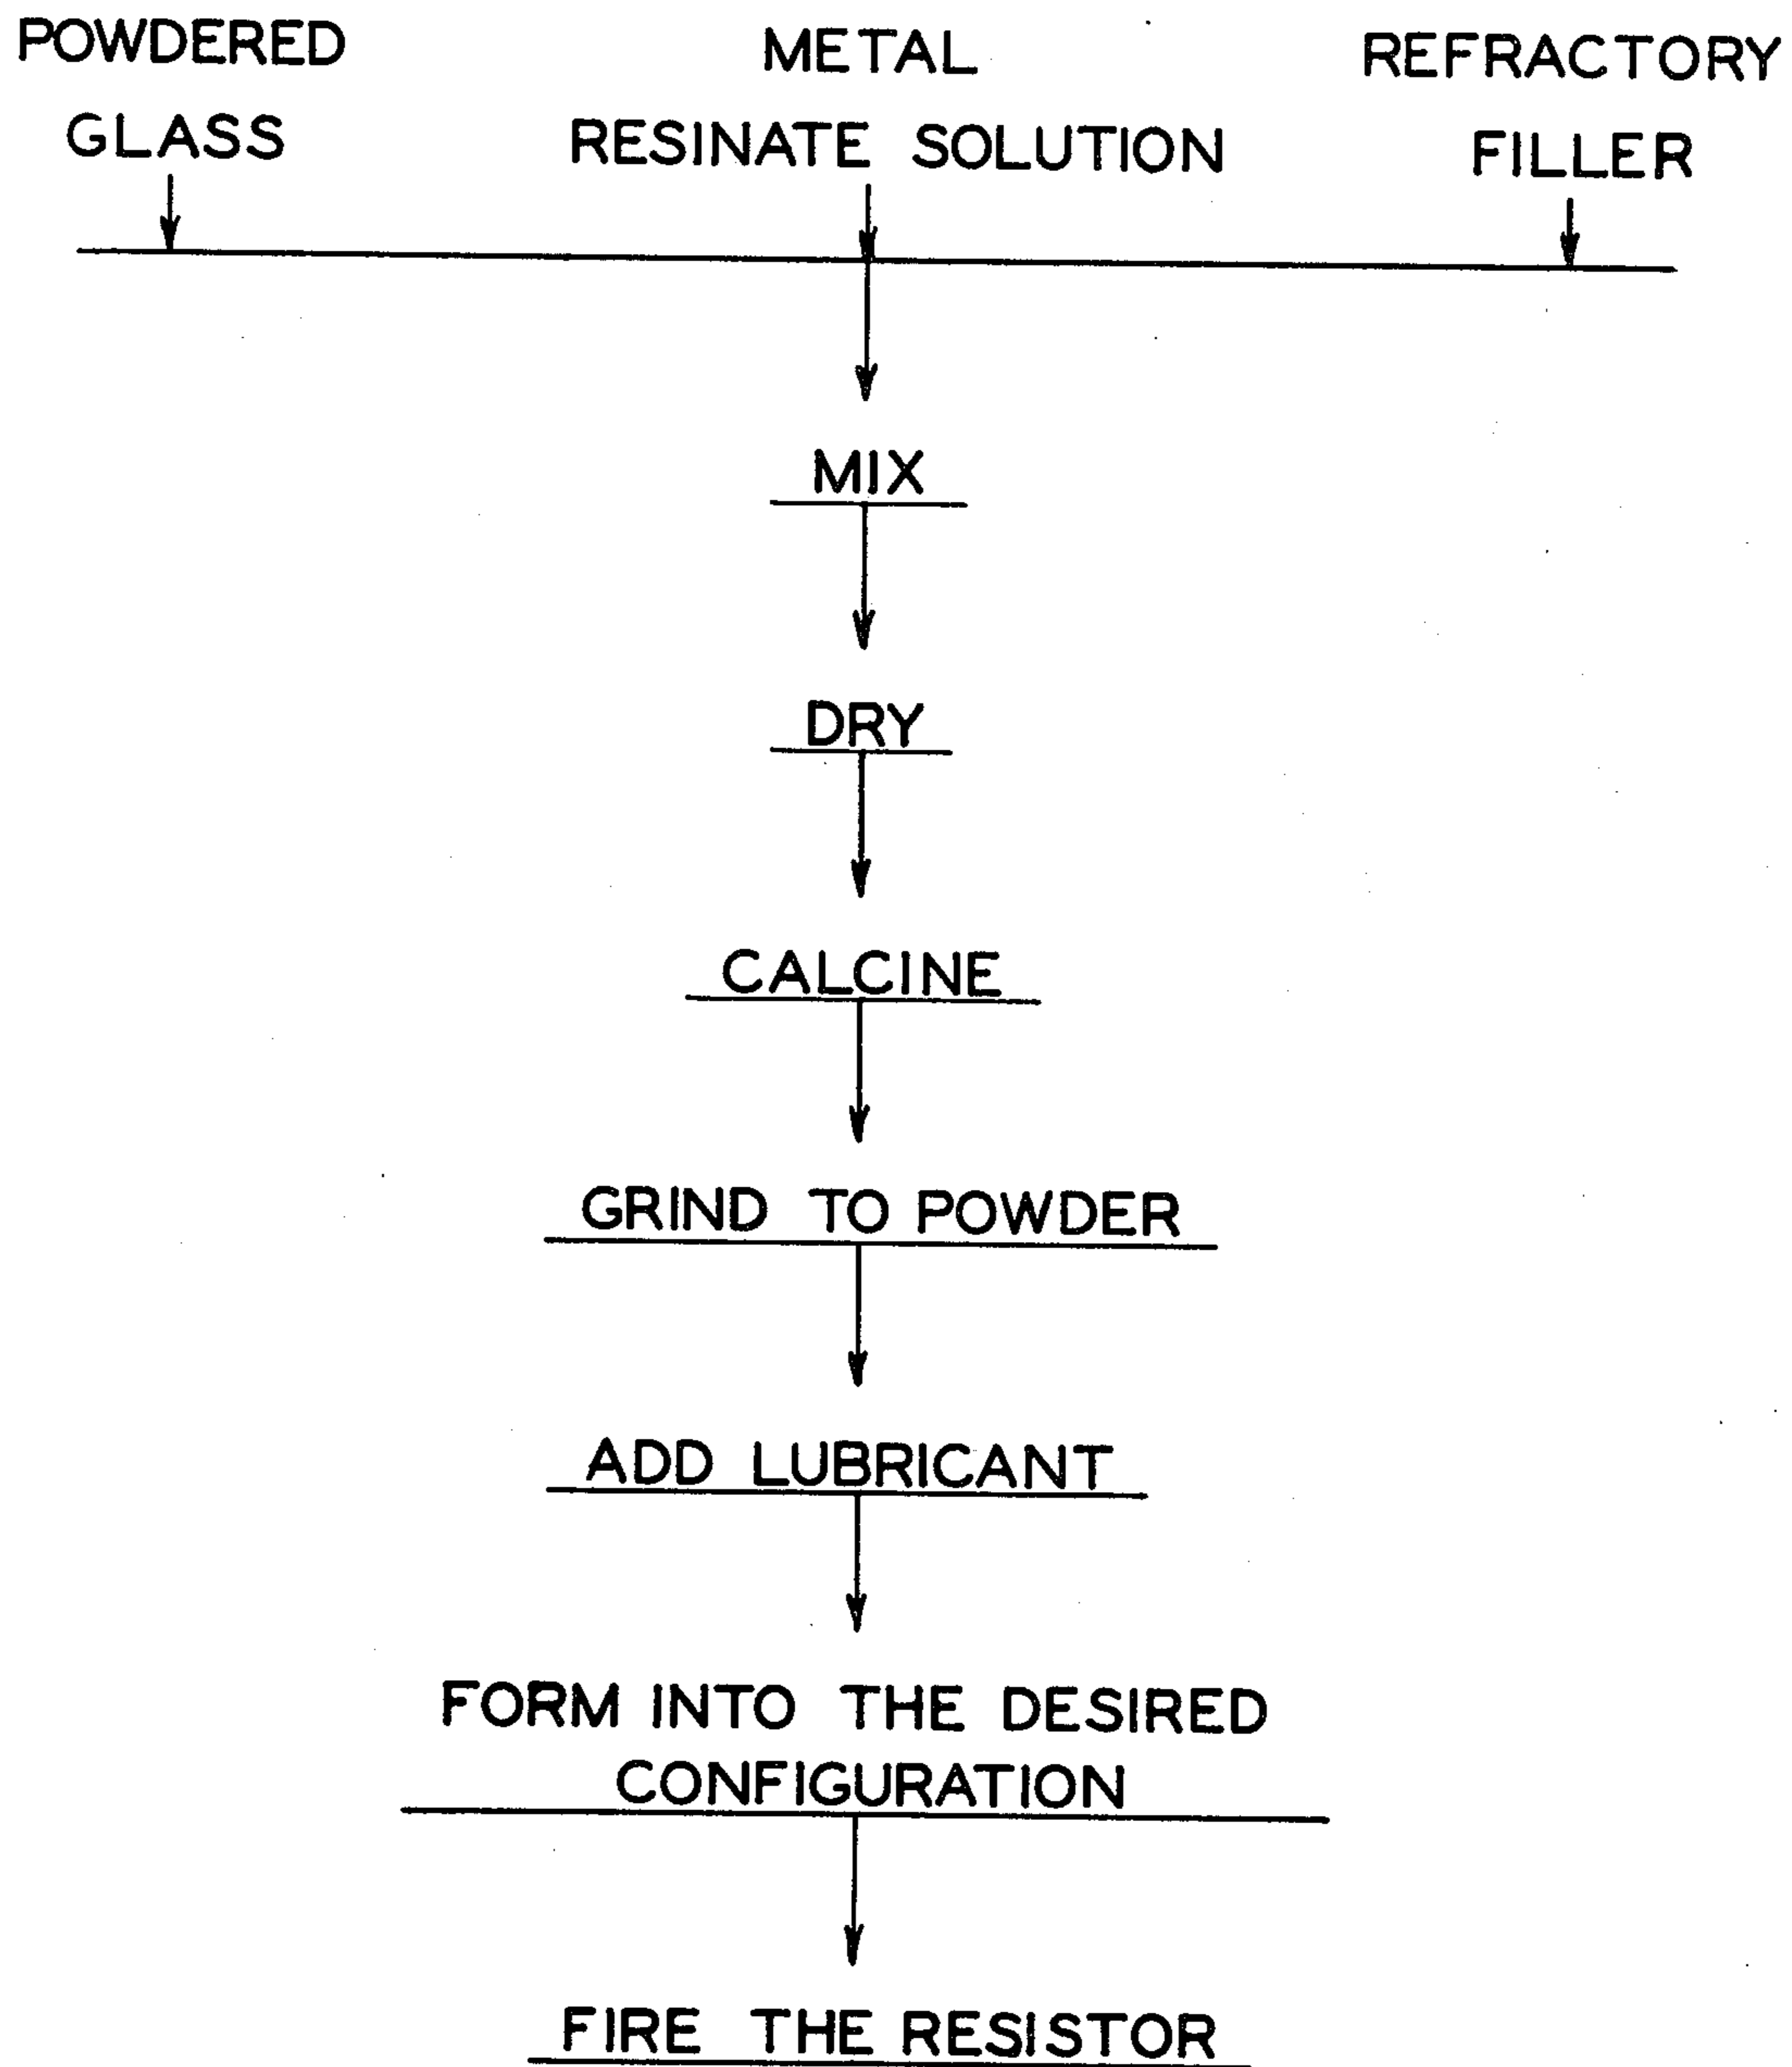 POWDERED
GLASS
METAL
RESINATE SOLUTION
REFRACTORY
FILLER
MIX
DRY
CALCINE
GRIND TO POWDER
ADD LUBRICANT
FORM INTO THE DESIRED
CONFIGURATION
FIRE THE RESISTOR